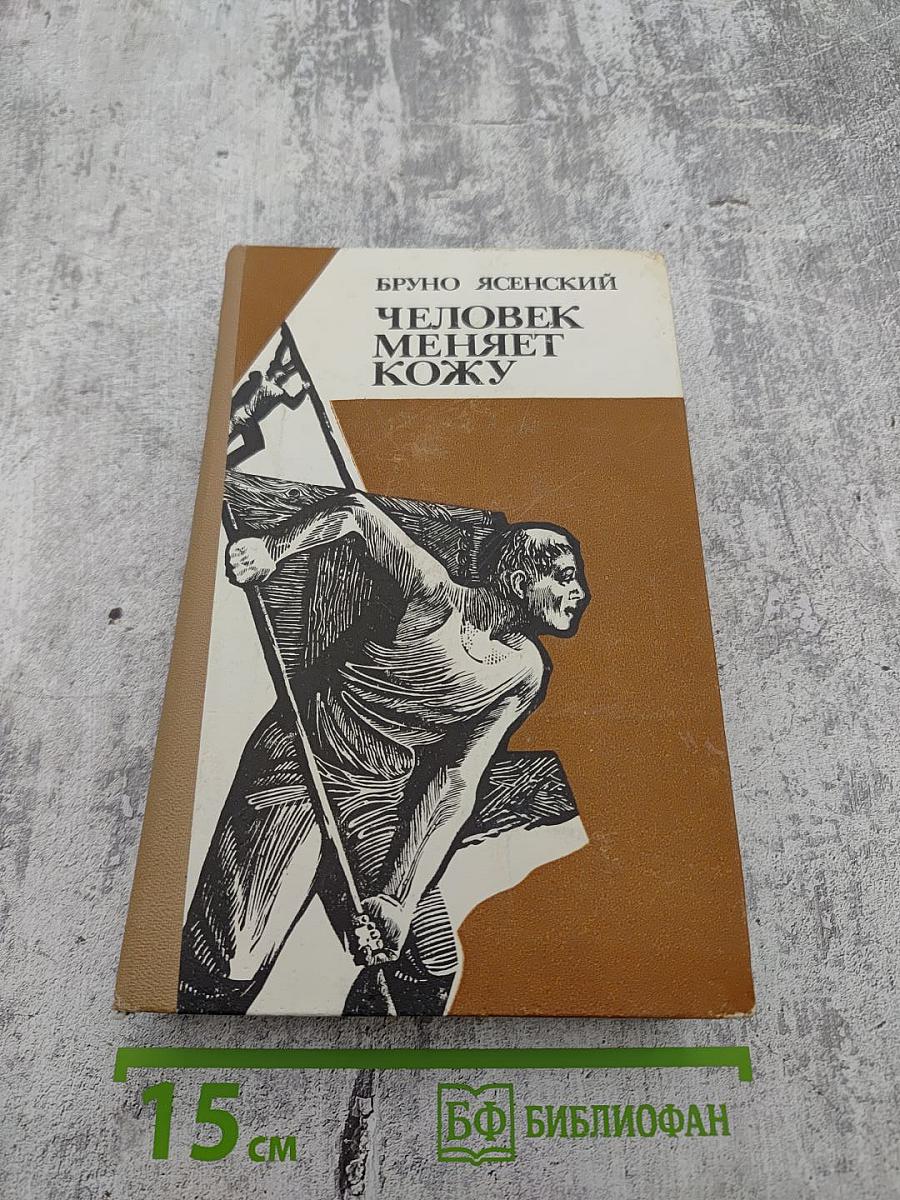 БРУНО ЯСЕНСКИЙ
ЧЕЛОВЕК
МЕНЯЕТ
КОЖУ
15 см
БФ БИБЛИОФАН